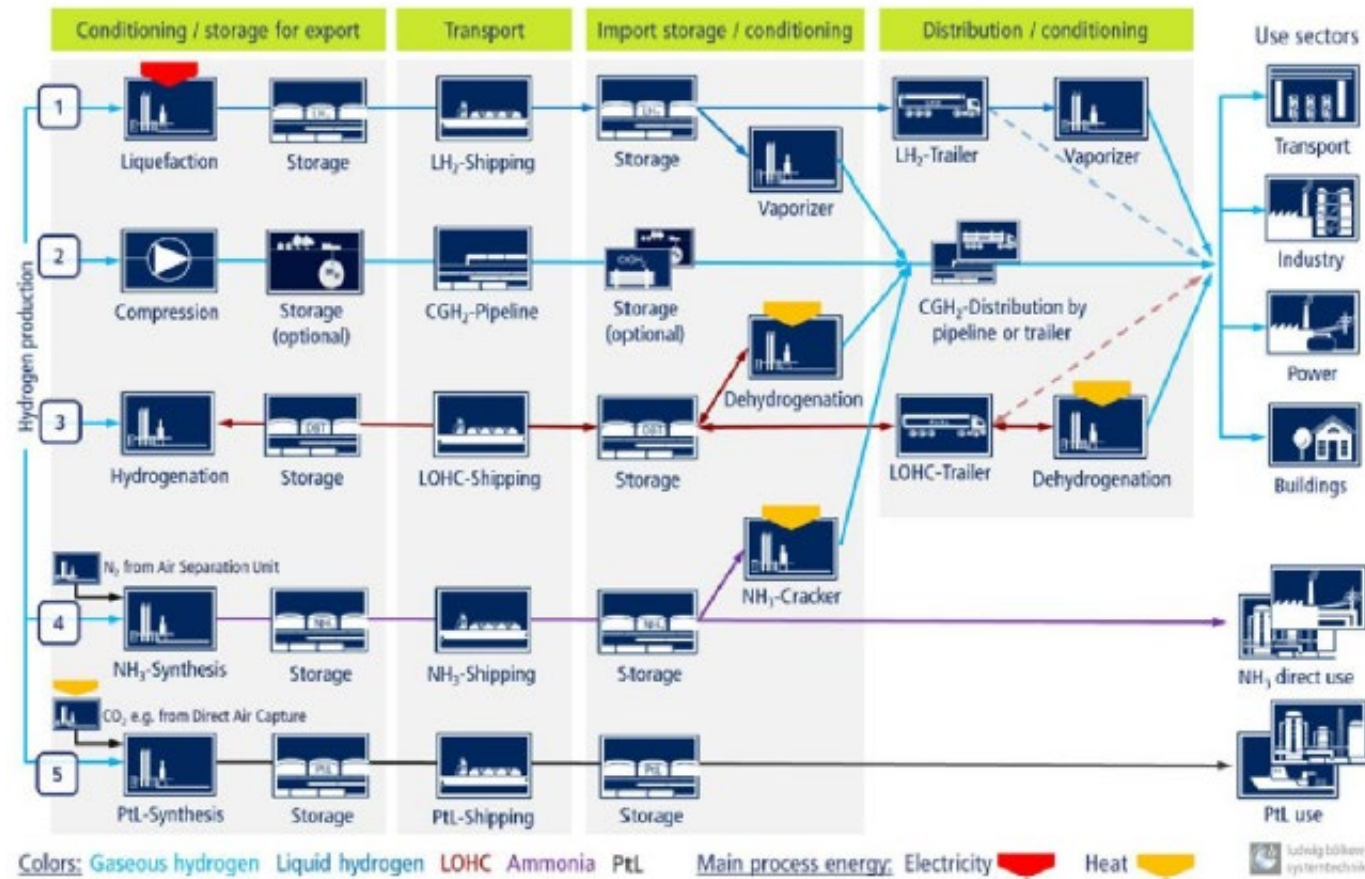 Conditioning / storage for export
Transport
Import storage / conditioning
Distribution / conditioning
Use sectors
Hydrogen production
1
Liquefaction
Storage
LH₂-Shipping
Storage
Vaporizer
LH₂-Trailer
Vaporizer
Transport
2
Compression
Storage
(optional)
CGH₂-Pipeline
Storage
(optional)
CGH₂-Distribution by
pipeline or trailer
Industry
Power
3
Hydrogenation
Storage
LOHC-Shipping
Storage
Dehydrogenation
LOHC-Trailer
Dehydrogenation
Buildings
N₂ from Air Separation Unit
4
NH₃-Synthesis
Storage
NH₃-Shipping
Storage
NH₃-Cracker
NH₃ direct use
CO₂ e.g. from Direct Air Capture
5
PtL-Synthesis
Storage
PtL-Shipping
Storage
PtL use
Colors: Gaseous hydrogen Liquid hydrogen LOHC Ammonia PtL Main process energy: Electricity Heat
ludwig bölkow
systemtechnik